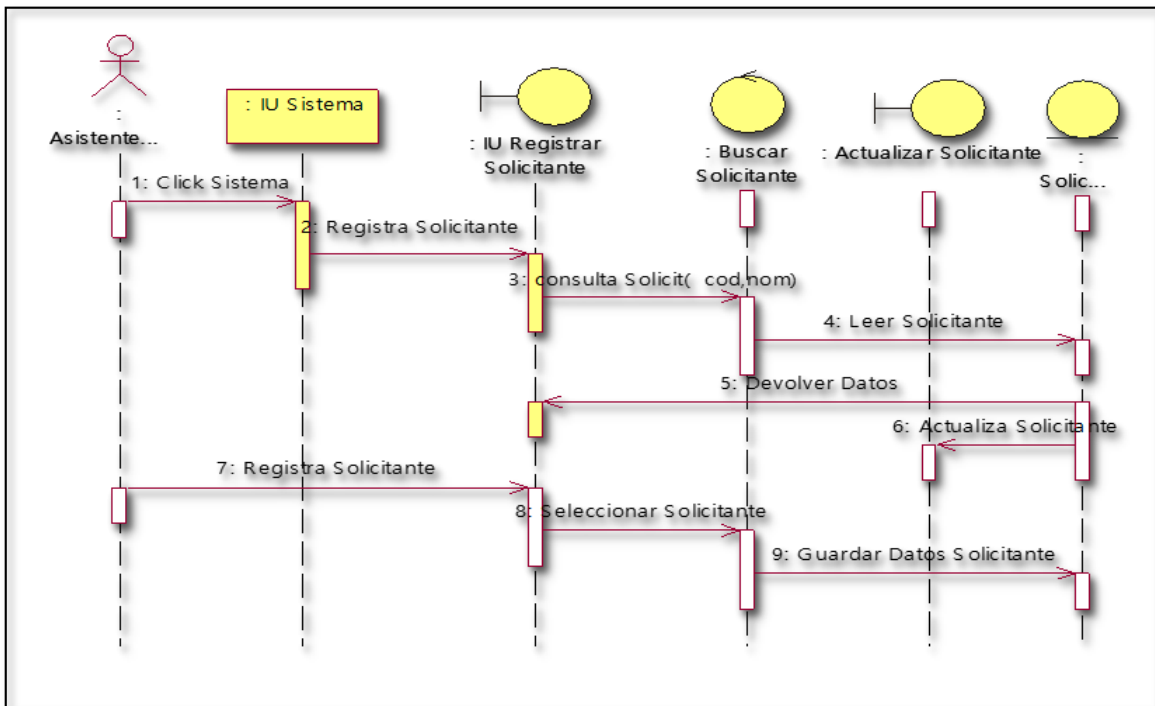 :
Asistente...
: IU Sistema
: IU Registrar
Solicitante
: Buscar
Solicitante
: Actualizar Solicitante
:
Solic...
1: Click Sistema
2: Registra Solicitante
3: consulta Solicit( cod,nom)
4: Leer Solicitante
5: Devolver Datos
6: Actualiza Solicitante
7: Registra Solicitante
8: Seleccionar Solicitante
9: Guardar Datos Solicitante